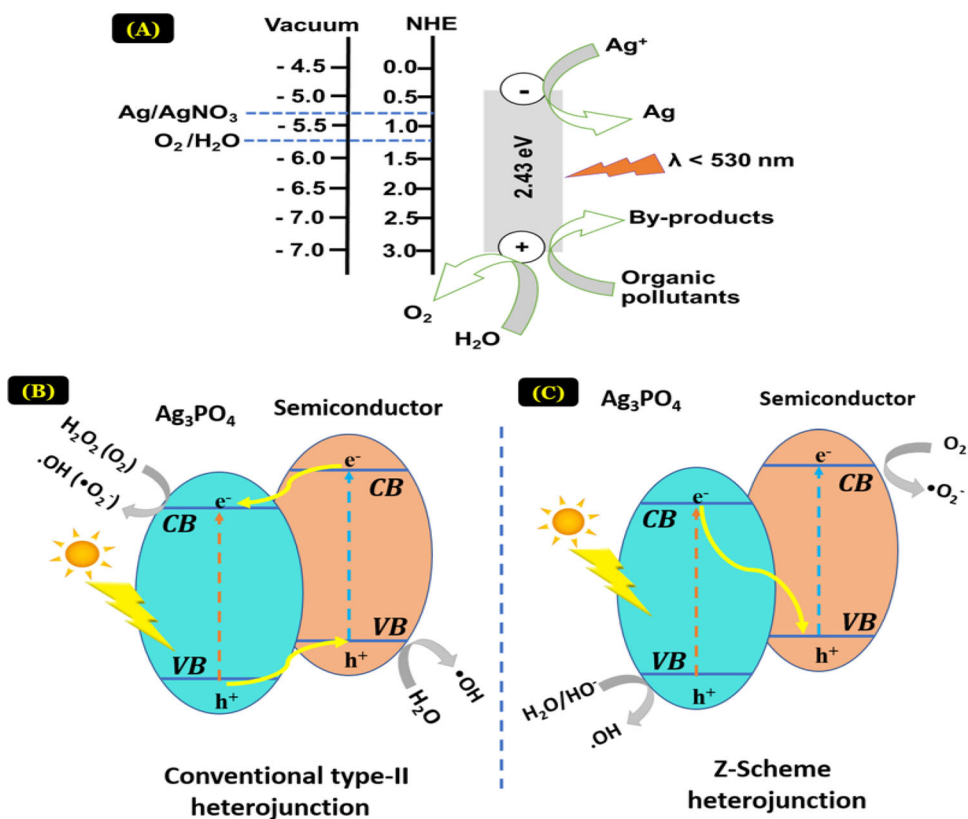 (A)
Vacuum
NHE
- 4.5
- 5.0
- 5.5
- 6.0
- 6.5
- 7.0
- 7.0
0.0
0.5
1.0
1.5
2.0
2.5
3.0
Ag/AgNO₃
O₂/H₂O
-
2.43 eV
+
Ag⁺
Ag
λ < 530 nm
By-products
Organic
pollutants
O₂
H₂O
(B)
Ag₃PO₄
Semiconductor
H₂O₂ (O₂)
.OH (•O₂⁻)
e⁻
CB
e⁻
CB
VB
h⁺
VB
h⁺
•OH
H₂O
Conventional type-II
heterojunction
(C)
Ag₃PO₄
Semiconductor
e⁻
CB
e⁻
CB
O₂
•O₂⁻
VB
h⁺
VB
h⁺
H₂O/HO⁻
.OH
Z-Scheme
heterojunction